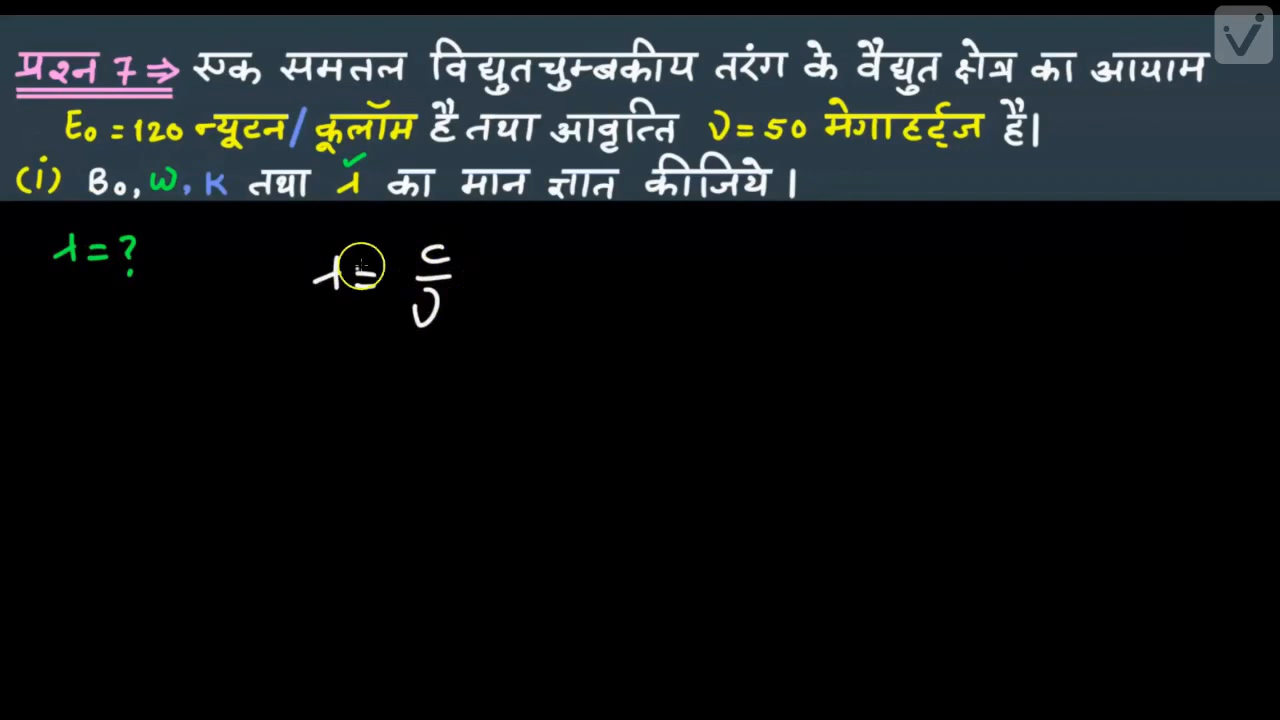 प्रश्न 7⇒ एक समतल विद्युतचुम्बकीय तरंग के वैद्युत क्षेत्र का आयाम
E₀ = 120 न्यूटन/कूलॉम है तथा आवृत्ति ν = 50 मेगाहर्ट्ज है।
(i) B₀, ω, K तथा λ का मान ज्ञात कीजिये।
λ = ?
λ = c/ν